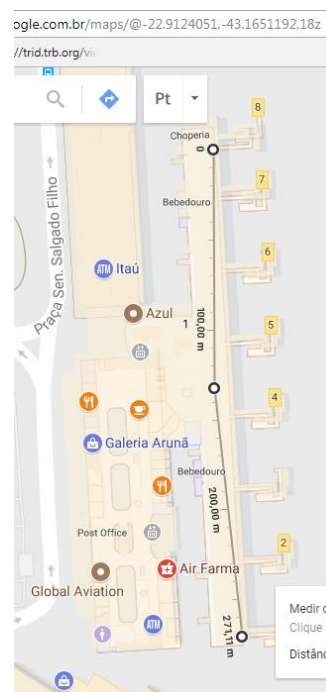 ogle.com.br/maps/@-22.9124051,-43.1651192,18z
//trid.trb.org/vi
Pt
8
Choperia
0
7
Bebedouro
Praça Sen. Salgado Filho
6
ATM Itaú
Azul
1
100,00 m
5
4
Galeria Arunã
Bebedouro
200,00 m
Post Office
2
Air Farma
Global Aviation
ATM
271,11 m
Medir d
Clique
Distânc